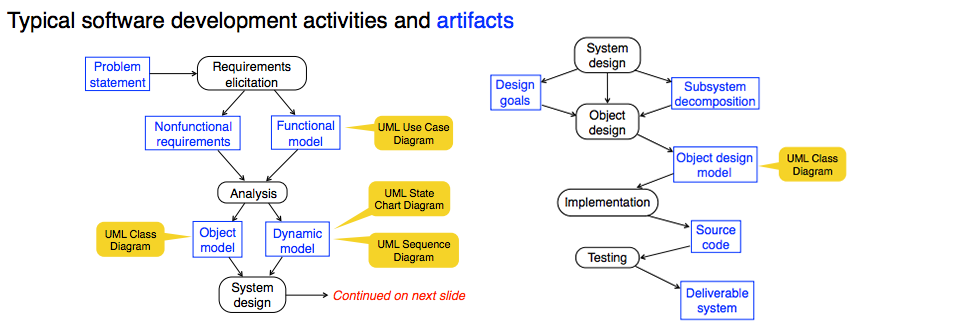 Typical software development activities and artifacts
Problem
statement
Requirements
elicitation
Nonfunctional
requirements
Functional
model
UML Use Case
Diagram
Analysis
UML State
Chart Diagram
UML Class
Diagram
Object
model
Dynamic
model
UML Sequence
Diagram
System
design
Continued on next slide
System
design
Design
goals
Subsystem
decomposition
Object
design
Object design
model
UML Class
Diagram
Implementation
Source
code
Testing
Deliverable
system